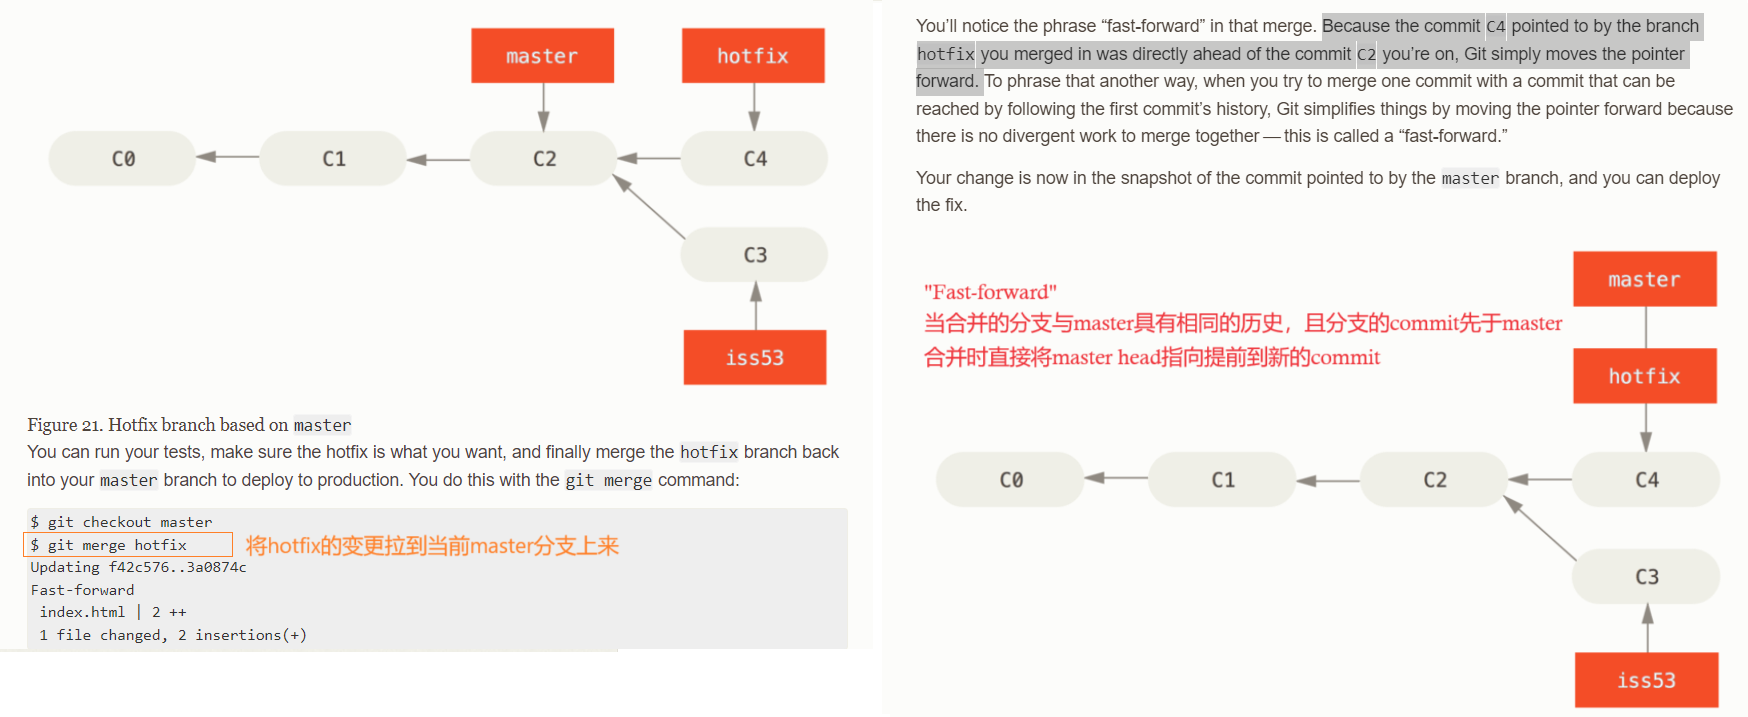 master
hotfix
C0
C1
C2
C4
C3
iss53
Figure 21. Hotfix branch based on master
You can run your tests, make sure the hotfix is what you want, and finally merge the hotfix branch back
into your master branch to deploy to production. You do this with the git merge command:
$ git checkout master
$ git merge hotfix
将hotfix的变更拉到当前master分支上来
Updating f42c576..3a0874c
Fast-forward
index.html | 2 ++
1 file changed, 2 insertions(+)
You’ll notice the phrase “fast-forward” in that merge. Because the commit C4 pointed to by the branch
hotfix you merged in was directly ahead of the commit C2 you’re on, Git simply moves the pointer
forward. To phrase that another way, when you try to merge one commit with a commit that can be
reached by following the first commit’s history, Git simplifies things by moving the pointer forward because
there is no divergent work to merge together — this is called a “fast-forward.”
Your change is now in the snapshot of the commit pointed to by the master branch, and you can deploy
the fix.
"Fast-forward"
当合并的分支与master具有相同的历史，且分支的commit先于master
合并时直接将master head指向提前到新的commit
master
hotfix
C0
C1
C2
C4
C3
iss53